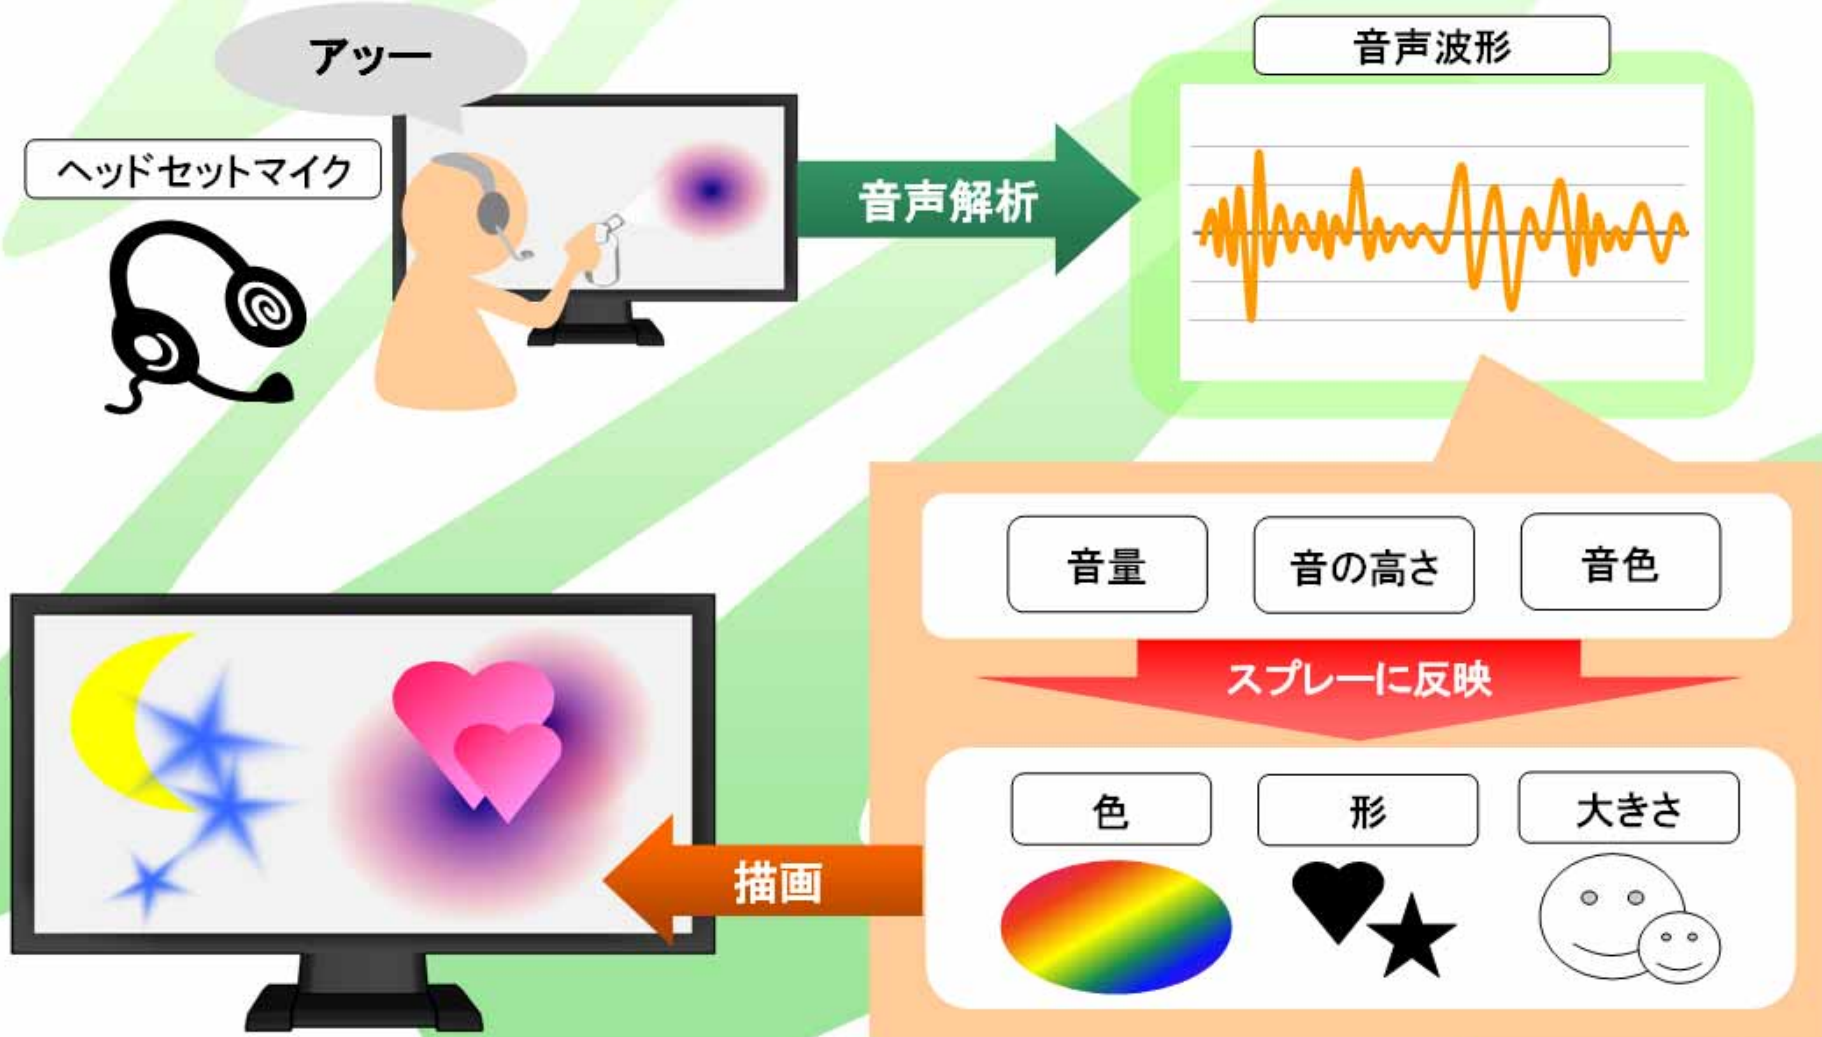 アッー
ヘッドセットマイク
音声解析
音声波形
音量
音の高さ
音色
スプレーに反映
色
形
大きさ
描画